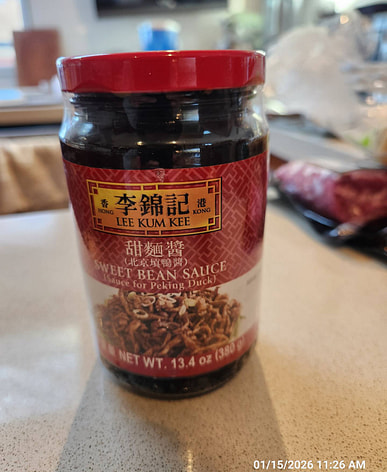 香 李錦記 港
HONG LEE KUM KEE KONG
甜麵醬
(北京填鴨醬)
SWEET BEAN SAUCE
(Sauce for Peking Duck)
NET WT. 13.4 oz (380 g)
01/15/2026 11:26 AM